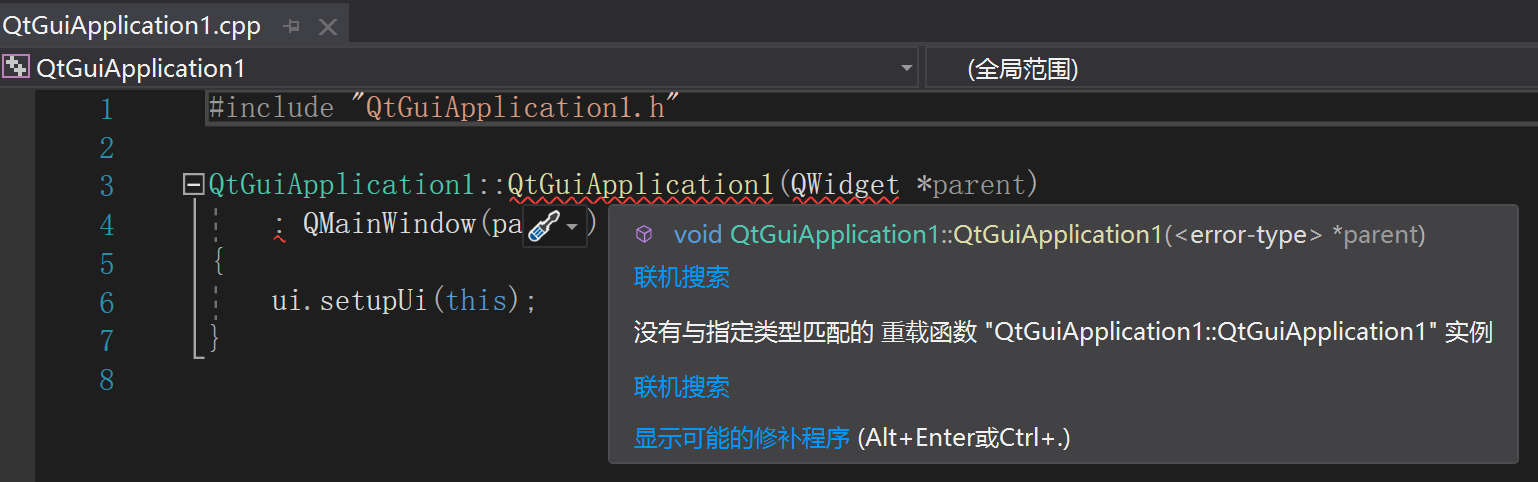 QtGuiApplication1.cpp
QtGuiApplication1 (全局范围)
1 #include "QtGuiApplication1.h"
2
3 QtGuiApplication1::QtGuiApplication1(QWidget *parent)
4 : QMainWindow(pa )
void QtGuiApplication1::QtGuiApplication1(<error-type> *parent)
5 {
联机搜索
6 ui.setupUi(this);
没有与指定类型匹配的 重载函数 "QtGuiApplication1::QtGuiApplication1" 实例
7 }
8
联机搜索
显示可能的修补程序 (Alt+Enter或Ctrl+.)